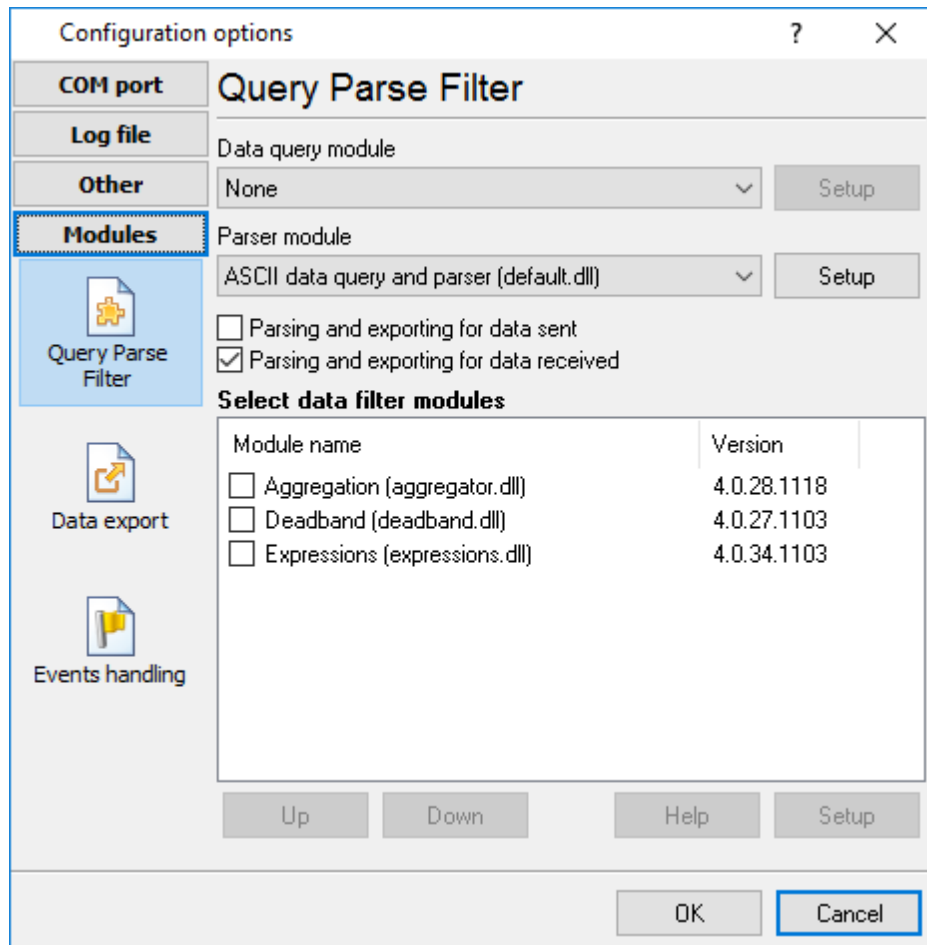 Configuration options
?
COM port
Log file
Other
Modules
Query Parse
Filter
Data export
Events handling
Query Parse Filter
Data query module
None
Setup
Parser module
ASCII data query and parser (default.dll)
Setup
Parsing and exporting for data sent
Parsing and exporting for data received
Select data filter modules
Module name Version
Aggregation (aggregator.dll) 4.0.28.1118
Deadband (deadband.dll) 4.0.27.1103
Expressions (expressions.dll) 4.0.34.1103
Up Down Help Setup
OK Cancel